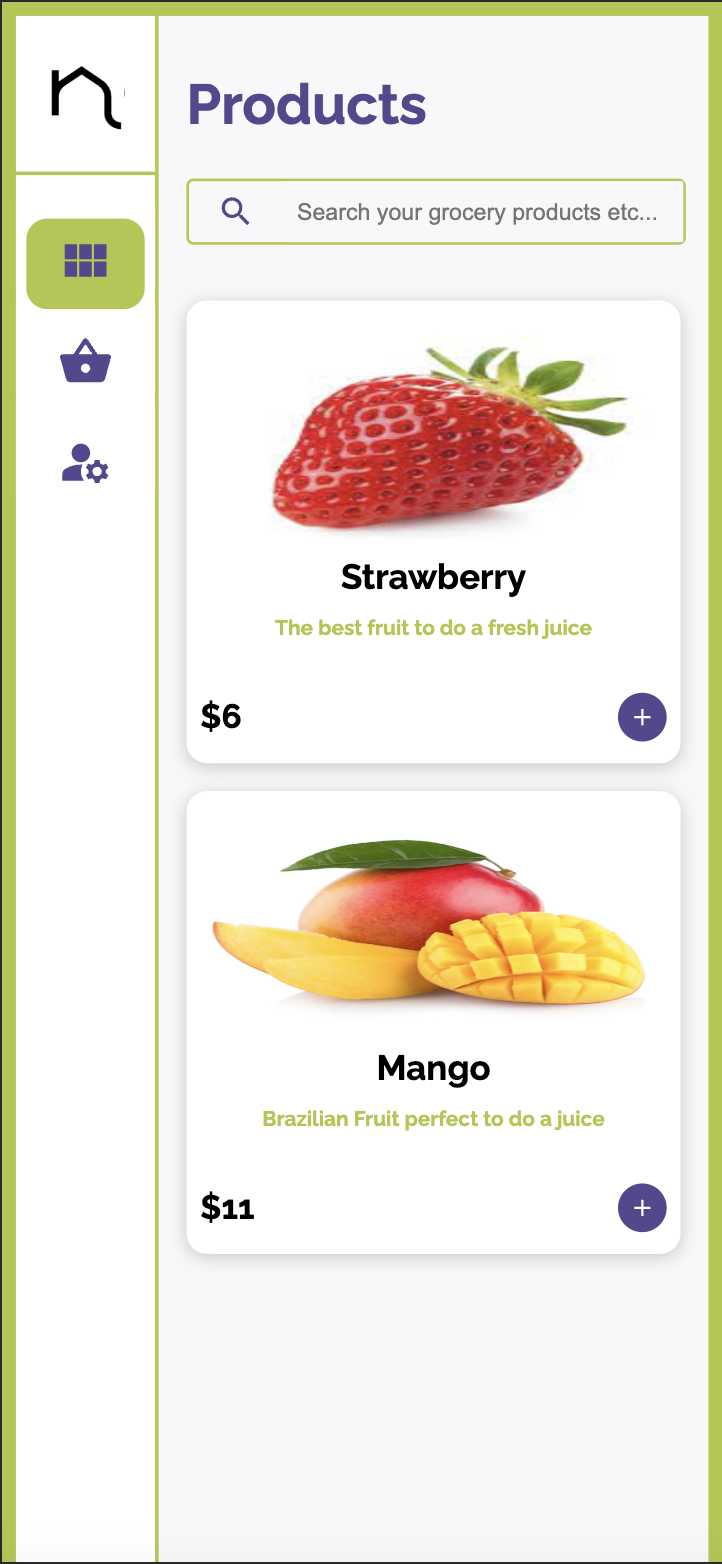 Products
Search your grocery products etc...
Strawberry
The best fruit to do a fresh juice
$6
+
Mango
Brazilian Fruit perfect to do a juice
$11
+